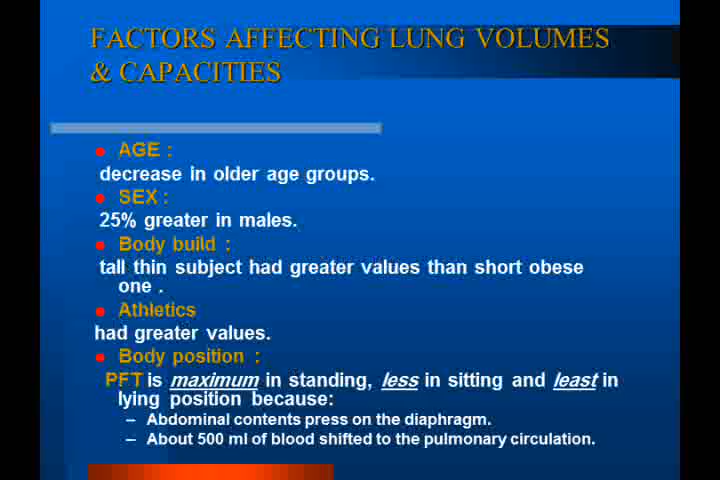 FACTORS AFFECTING LUNG VOLUMES
& CAPACITIES
• AGE :
decrease in older age groups.
• SEX :
25% greater in males.
• Body build :
tall thin subject had greater values than short obese
one .
• Athletics
had greater values.
• Body position :
PFT is maximum in standing, less in sitting and least in
lying position because:
– Abdominal contents press on the diaphragm.
– About 500 ml of blood shifted to the pulmonary circulation.